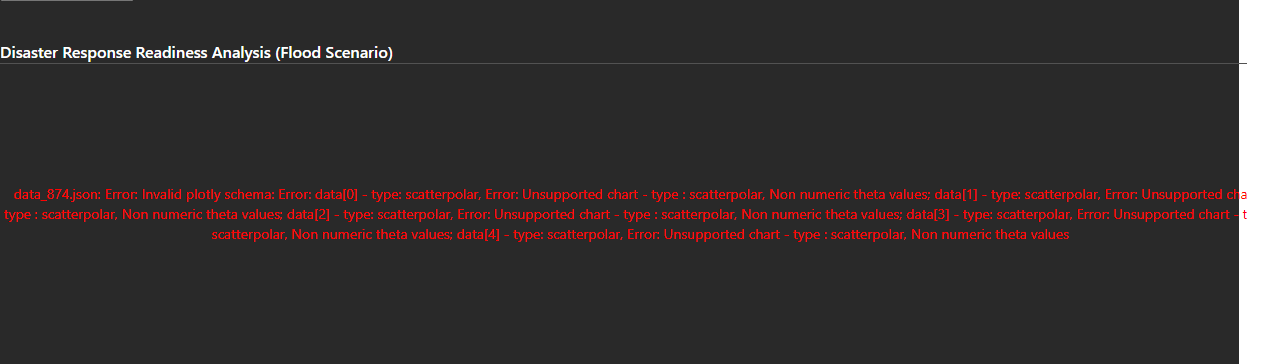 Disaster Response Readiness Analysis (Flood Scenario)
data_874.json: Error: Invalid plotly schema: Error: data[0] - type: scatterpolar, Error: Unsupported chart - type : scatterpolar, Non numeric theta values; data[1] - type: scatterpolar, Error: Unsupported cha
type : scatterpolar, Non numeric theta values; data[2] - type: scatterpolar, Error: Unsupported chart - type : scatterpolar, Non numeric theta values; data[3] - type: scatterpolar, Error: Unsupported chart - t
scatterpolar, Non numeric theta values; data[4] - type: scatterpolar, Error: Unsupported chart - type : scatterpolar, Non numeric theta values